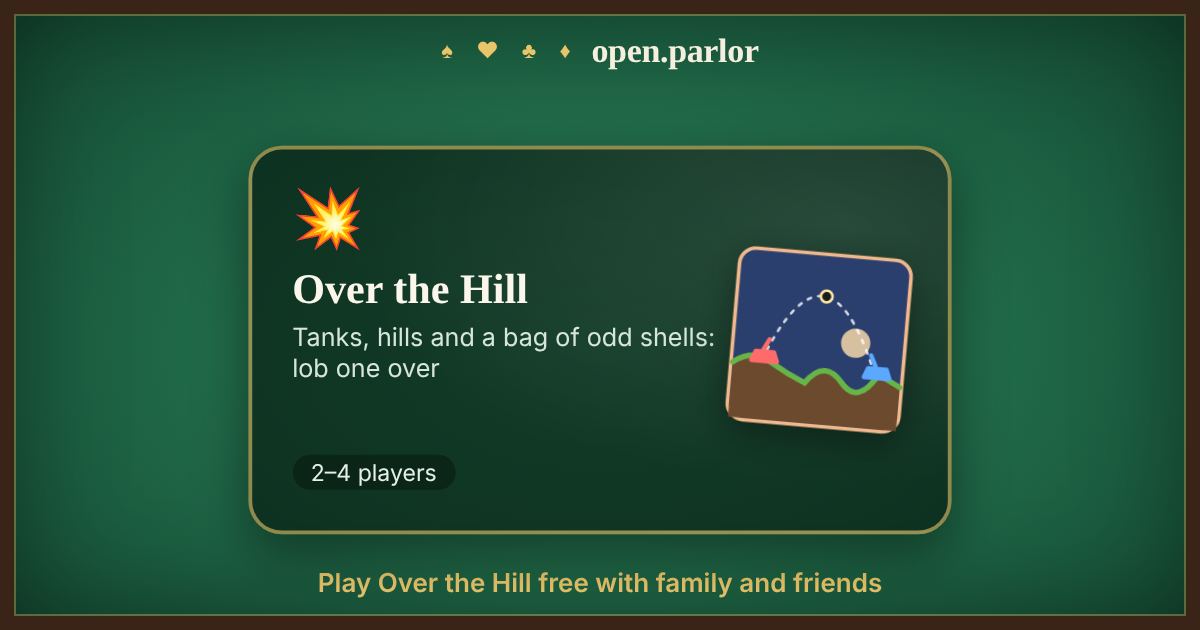 ♠ ♥ ♣ ♦ open.parlor
Over the Hill
Tanks, hills and a bag of odd shells:
lob one over
2–4 players
Play Over the Hill free with family and friends